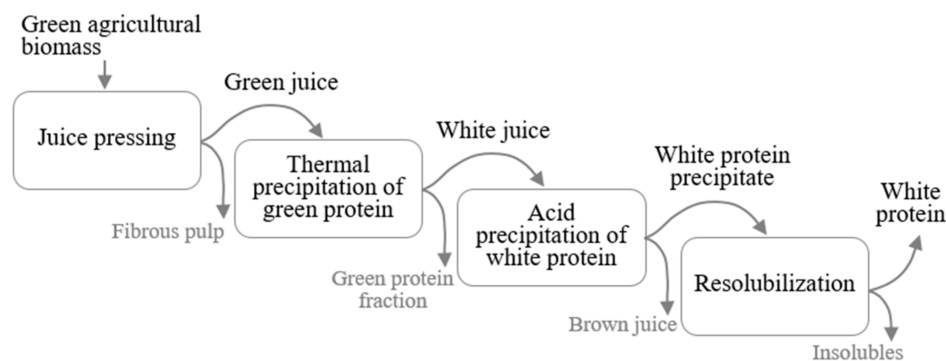 Green agricultural
biomass
Green juice
Juice pressing
White juice
Thermal
precipitation of
green protein
White protein
precipitate
Fibrous pulp
White
protein
Acid
precipitation of
white protein
Green protein
fraction
Resolubilization
Brown juice
Insolubles